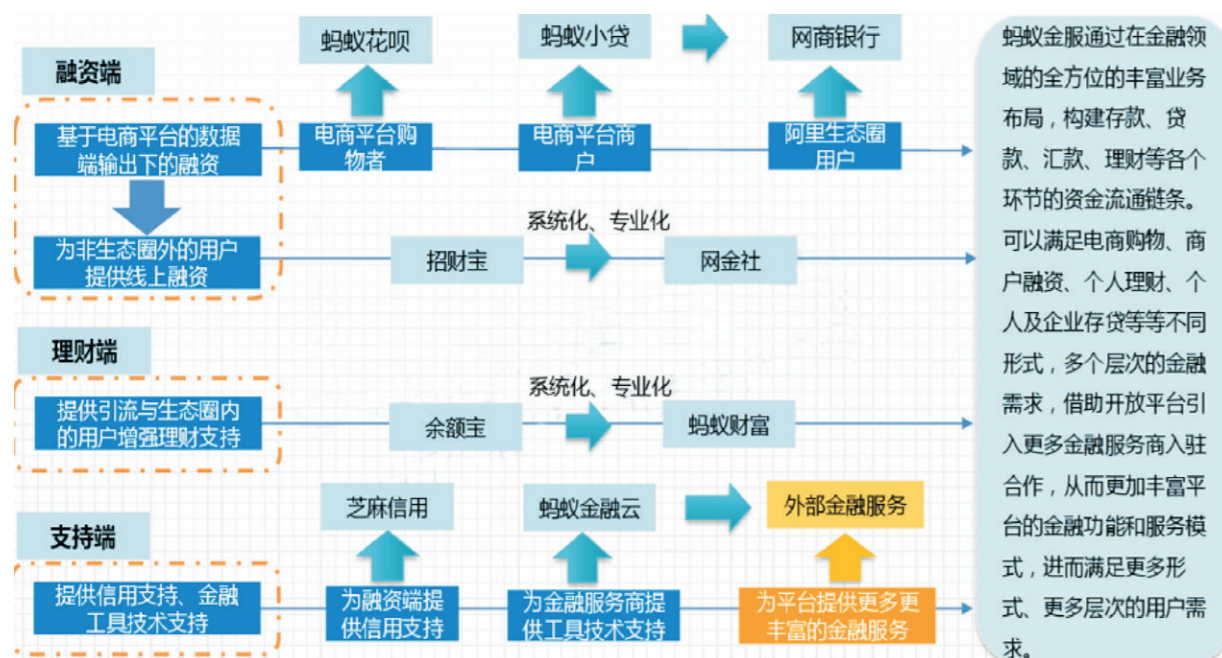 蚂蚁花呗
蚂蚁小贷
网商银行
融资端
基于电商平台的数据
端输出下的融资
电商平台购
物者
电商平台商
户
阿里生态圈
用户
为非生态圈外的用户
提供线上融资
招财宝
系统化、专业化
网金社
理财端
提供引流与生态圈内
的用户增强理财支持
余额宝
系统化、专业化
蚂蚁财富
支持端
芝麻信用
蚂蚁金融云
外部金融服务
提供信用支持、金融
工具技术支持
为融资端提
供信用支持
为金融服务商提
供工具技术支持
为平台提供更多更
丰富的金融服务
蚂蚁金服通过在金融领
域的全方位的丰富业务
布局，构建存款、贷
款、汇款、理财等各个
环节的资金流通链条。
可以满足电商购物、商
户融资、个人理财、个
人及企业存贷等等不同
形式，多个层次的金融
需求，借助开放平台引
入更多金融服务商入驻
合作，从而更加丰富平
台的金融功能和服务模
式，进而满足更多形
式、更多层次的用户需
求。